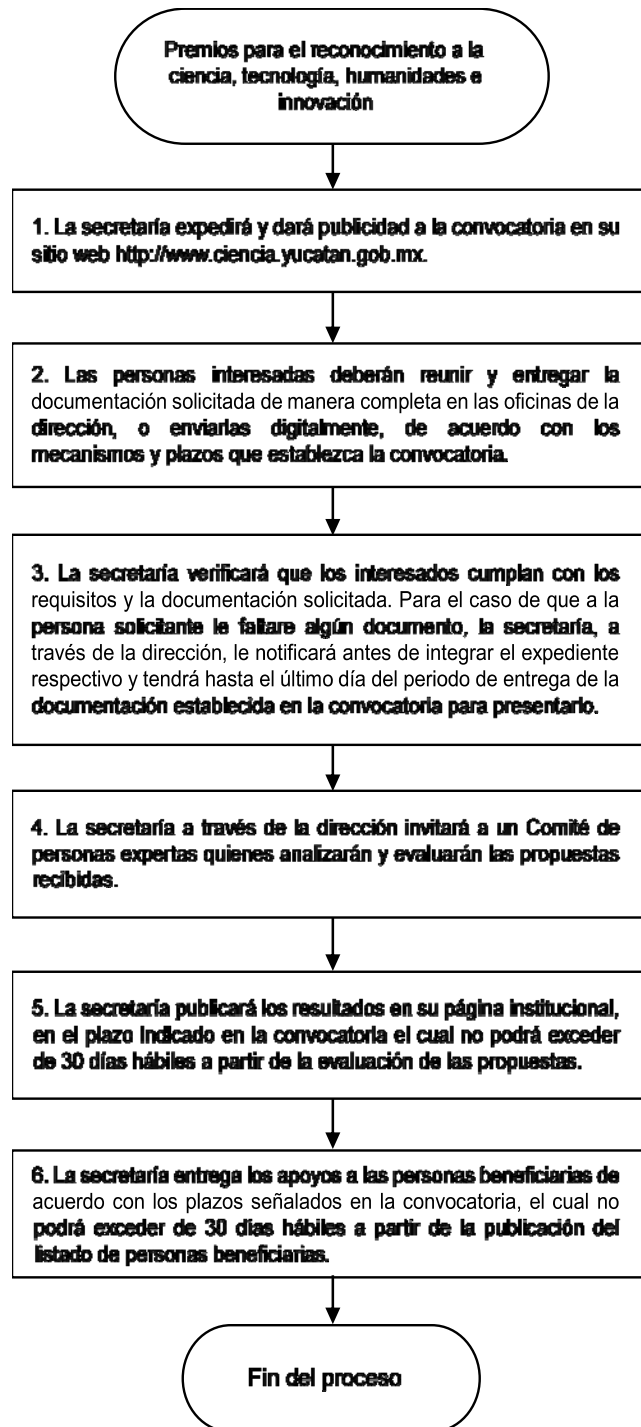 Premios para el reconocimiento a la
ciencia, tecnología, humanidades e
innovación
1. La secretaría expedirá y dará publicidad a la convocatoria en su
sitio web http://www.ciencia.yucatan.gob.mx.
2. Las personas interesadas deberán reunir y entregar la
documentación solicitada de manera completa en las oficinas de la
dirección, o enviarlas digitalmente, de acuerdo con los
mecanismos y plazos que establezca la convocatoria.
3. La secretaría verificará que los interesados cumplan con los
requisitos y la documentación solicitada. Para el caso de que a la
persona solicitante le faltare algún documento, la secretaría, a
través de la dirección, le notificará antes de integrar el expediente
respectivo y tendrá hasta el último día del periodo de entrega de la
documentación establecida en la convocatoria para presentarlo.
4. La secretaría a través de la dirección invitará a un Comité de
personas expertas quienes analizarán y evaluarán las propuestas
recibidas.
5. La secretaría publicará los resultados en su página institucional,
en el plazo indicado en la convocatoria el cual no podrá exceder
de 30 días hábiles a partir de la evaluación de las propuestas.
6. La secretaría entrega los apoyos a las personas beneficiarias de
acuerdo con los plazos señalados en la convocatoria, el cual no
podrá exceder de 30 días hábiles a partir de la publicación del
listado de personas beneficiarias.
Fin del proceso